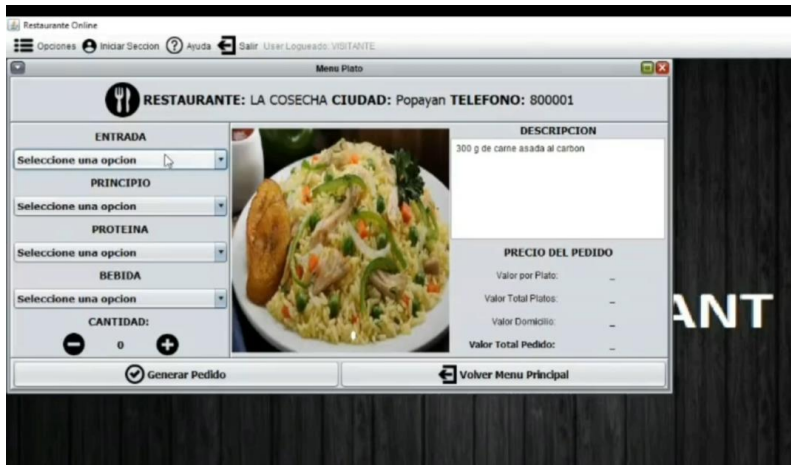 Restaurante Online
Opciones Iniciar Seccion Ayuda Salir User Logueado: VISITANTE
Menu Plato
RESTAURANTE: LA COSECHA CIUDAD: Popayan TELEFONO: 800001
ENTRADA
Seleccione una opcion
PRINCIPIO
Seleccione una opcion
PROTEINA
Seleccione una opcion
BEBIDA
Seleccione una opcion
CANTIDAD:
0
DESCRIPCION
300 g de carne asada al carbon
PRECIO DEL PEDIDO
Valor por Plato: _
Valor Total Platos: _
Valor Domicilio: _
Valor Total Pedido: _
Generar Pedido Volver Menu Principal
ANT